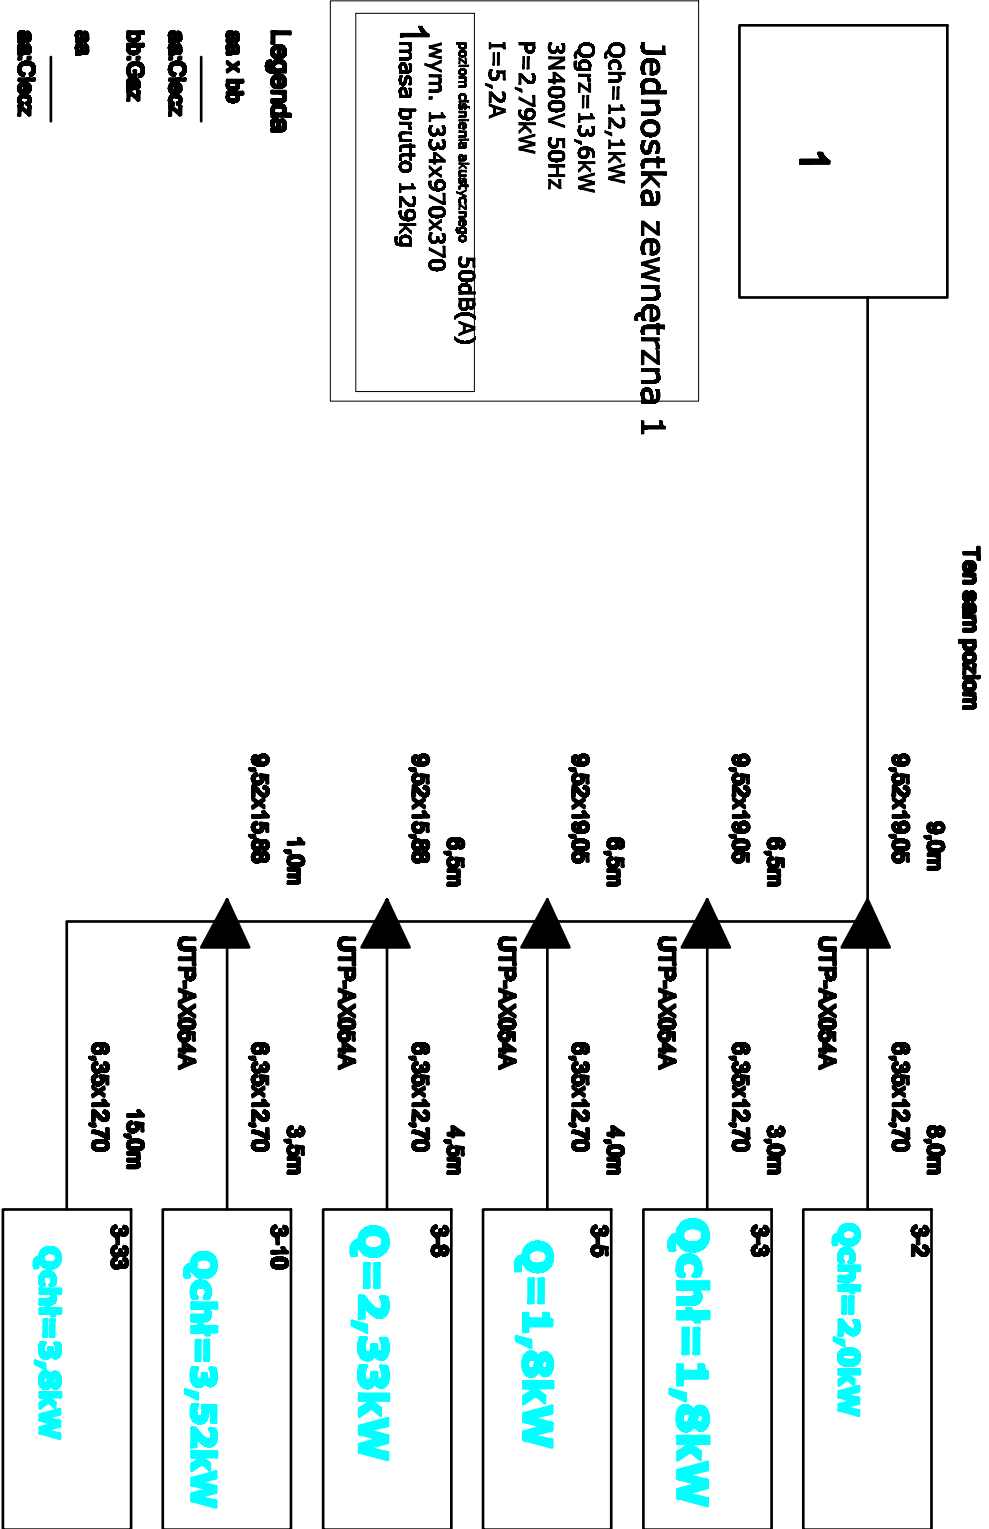 Ten sam poziom
1
9,0m
9,52x19,05
UTP-AX054A
8,0m
6,35x12,70
3-2
Qchł=2,0kW
6,5m
9,52x19,05
UTP-AX054A
3,0m
6,35x12,70
3-3
Qchł=1,8kW
6,5m
9,52x19,05
UTP-AX054A
4,0m
6,35x12,70
3-5
Q=1,8kW
6,5m
9,52x15,88
UTP-AX054A
4,5m
6,35x12,70
3-8
Q=2,33kW
1,0m
9,52x15,88
UTP-AX054A
3,5m
6,35x12,70
3-10
Qchł=3,52kW
15,0m
6,35x12,70
3-33
Qchł=3,8kW
Jednostka zewnętrzna 1
Qch=12,1kW
Qgrz=13,6kW
3N400V 50Hz
P=2,79kW
I=5,2A
poziom ciśnienia akustycznego 50dB(A)
wym. 1334x970x370
1
masa brutto 129kg
Legenda
aa x bb
aa:Ciecz
bb:Gaz
aa
aa:Ciecz